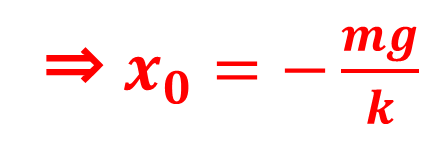 ⇒ x₀ = − mg/k